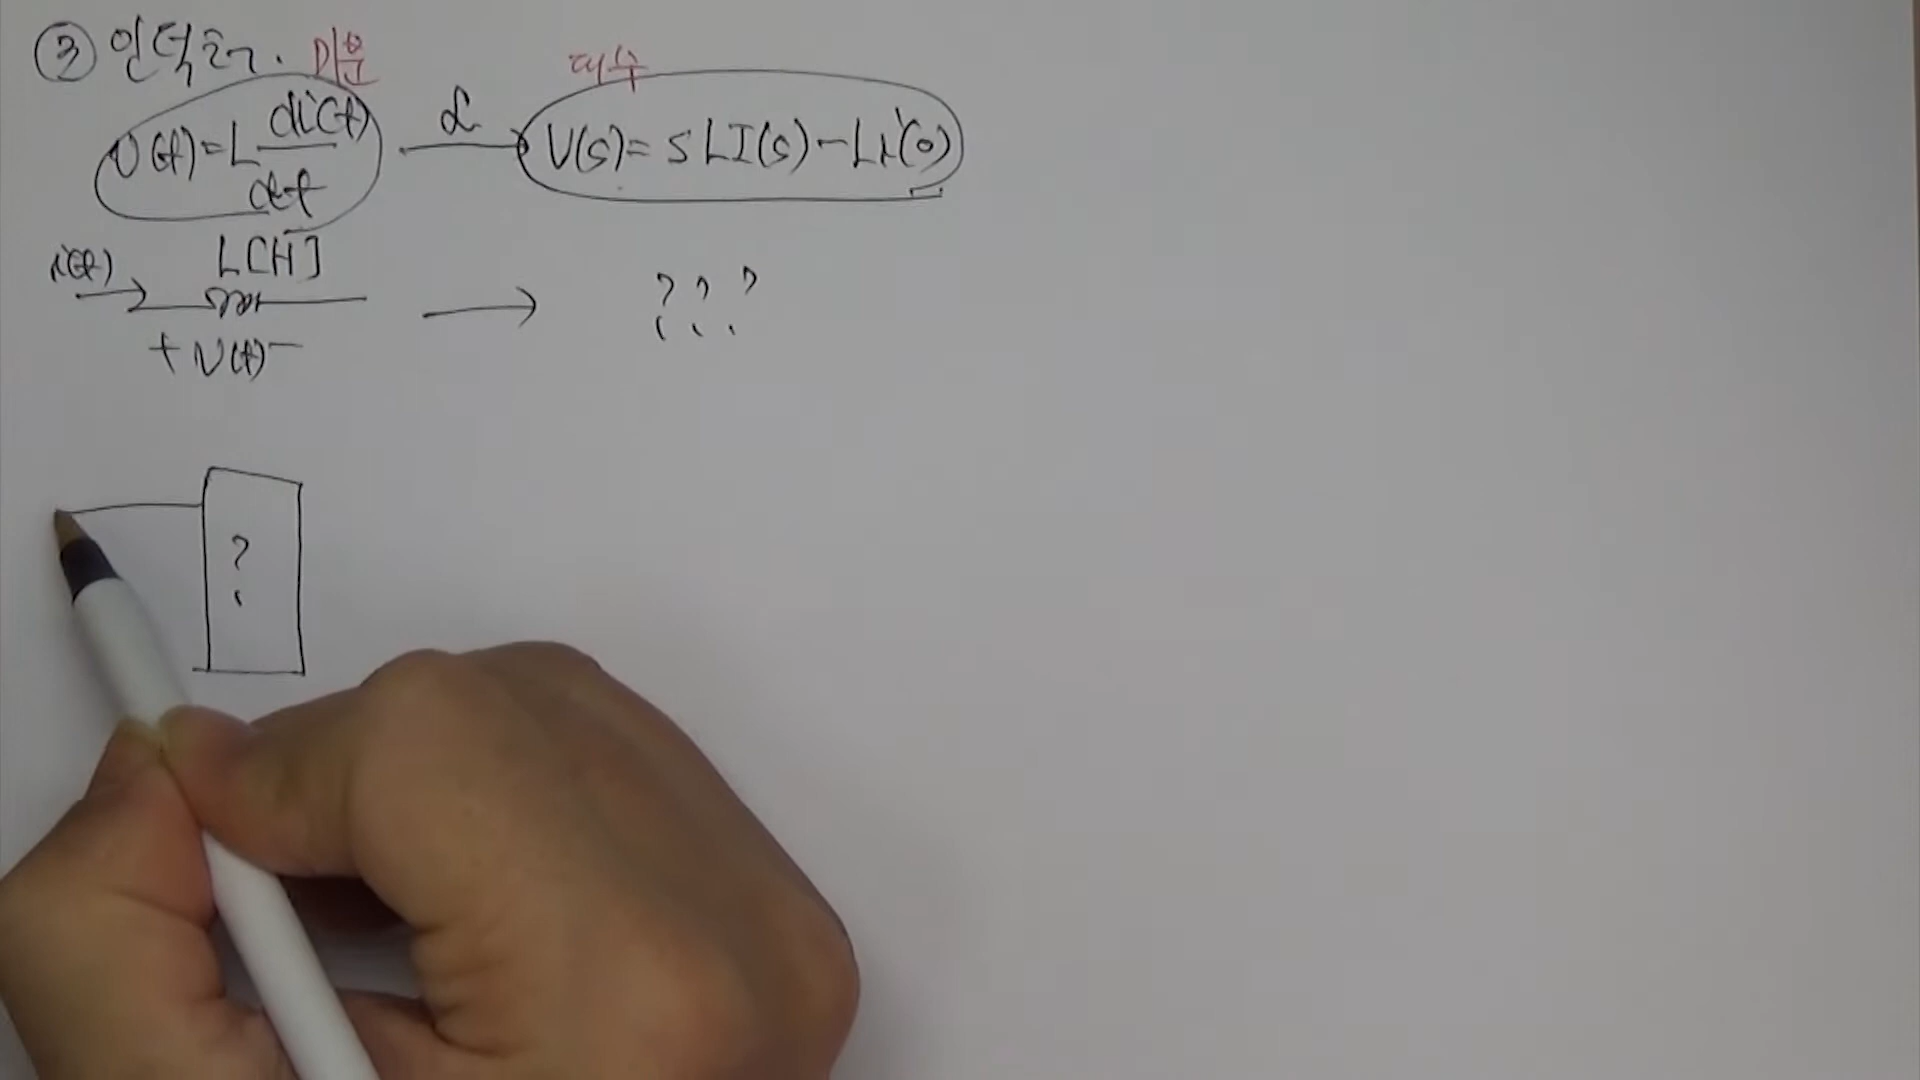 ③ 인덕터. 미분 대수
v(t)=L di(t)/dt ℒ→ V(s)=sLI(s)-Li(0)
i(t) L[H]
→ → ???
+ v(t) -
?